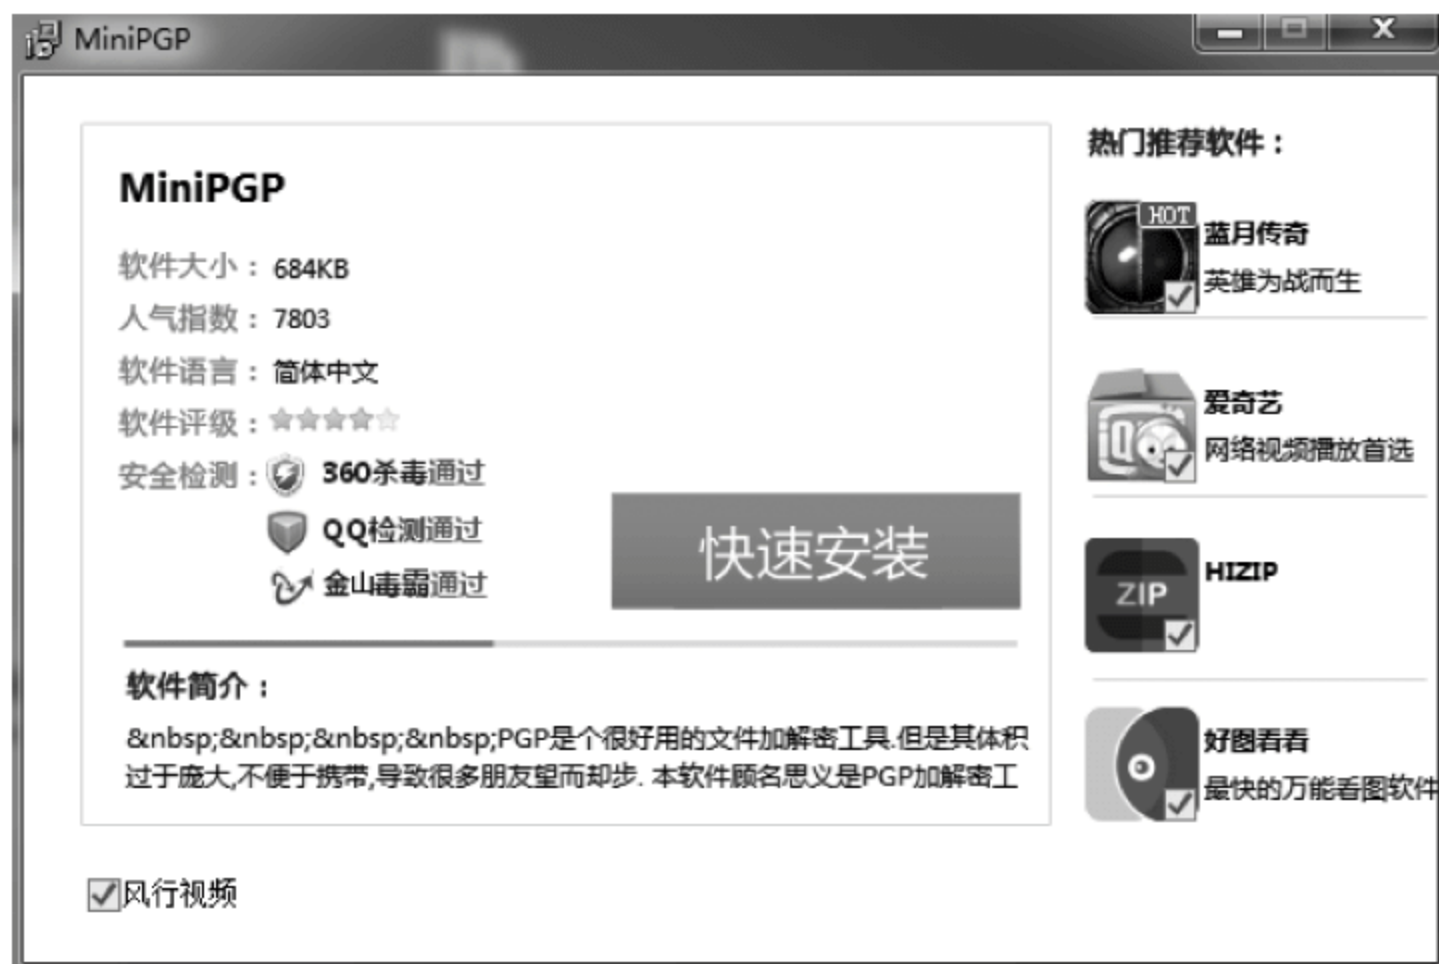 MiniPGP
MiniPGP
软件大小：684KB
人气指数：7803
软件语言：简体中文
软件评级：
安全检测：360杀毒通过
QQ检测通过
金山毒霸通过
快速安装
软件简介：
&nbsp;&nbsp;&nbsp;&nbsp;PGP是个很好用的文件加解密工具.但是其体积
过于庞大,不便于携带,导致很多朋友望而却步. 本软件顾名思义是PGP加解密工
风行视频
热门推荐软件：
HOT
蓝月传奇
英雄为战而生
爱奇艺
网络视频播放首选
ZIP
HIZIP
好图看看
最快的万能看图软件